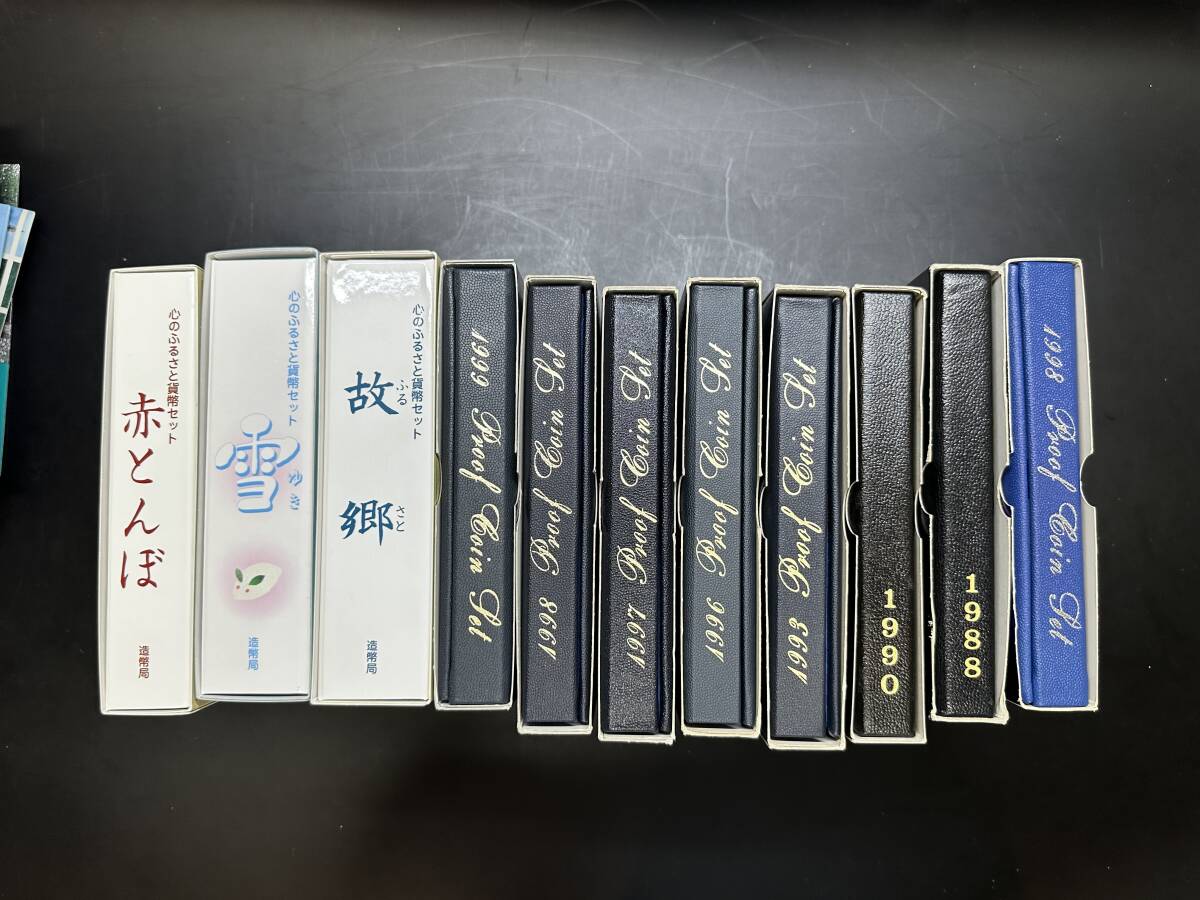 心のふるさと貨幣セット
赤とんぼ
造幣局
心のふるさと貨幣セット
雪
ゆき
造幣局
心のふるさと貨幣セット
故郷
ふるさと
造幣局
1999 Proof Coin Set
1998 Proof Coin Set
1997 Proof Coin Set
1996 Proof Coin Set
1993 Proof Coin Set
1990
1988
1998 Proof Coin Set